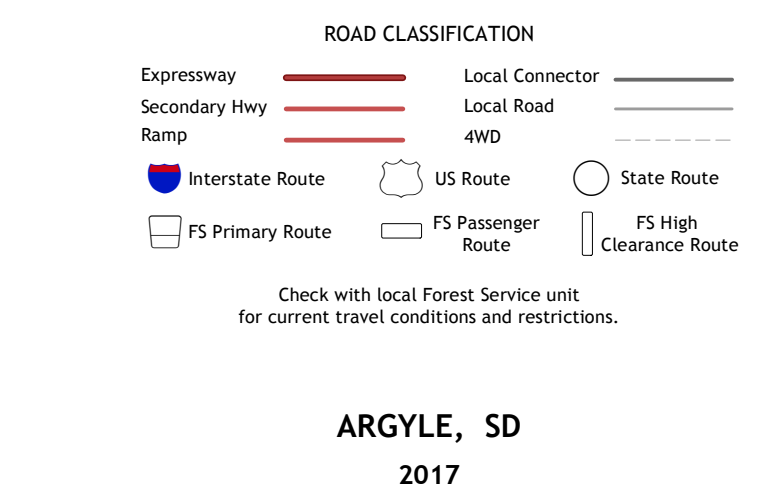 ROAD CLASSIFICATION
Expressway
Local Connector
Secondary Hwy
Local Road
Ramp
4WD
Interstate Route
US Route
State Route
FS Primary Route
FS Passenger
Route
FS High
Clearance Route
Check with local Forest Service unit
for current travel conditions and restrictions.
ARGYLE, SD
2017